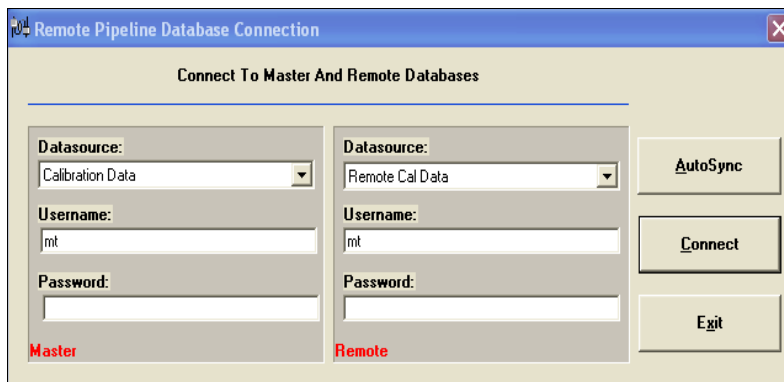 Remote Pipeline Database Connection
Connect To Master And Remote Databases
Datasource:
Calibration Data
Username:
mt
Password:
Master
Datasource:
Remote Cal Data
Username:
mt
Password:
Remote
AutoSync
Connect
Exit